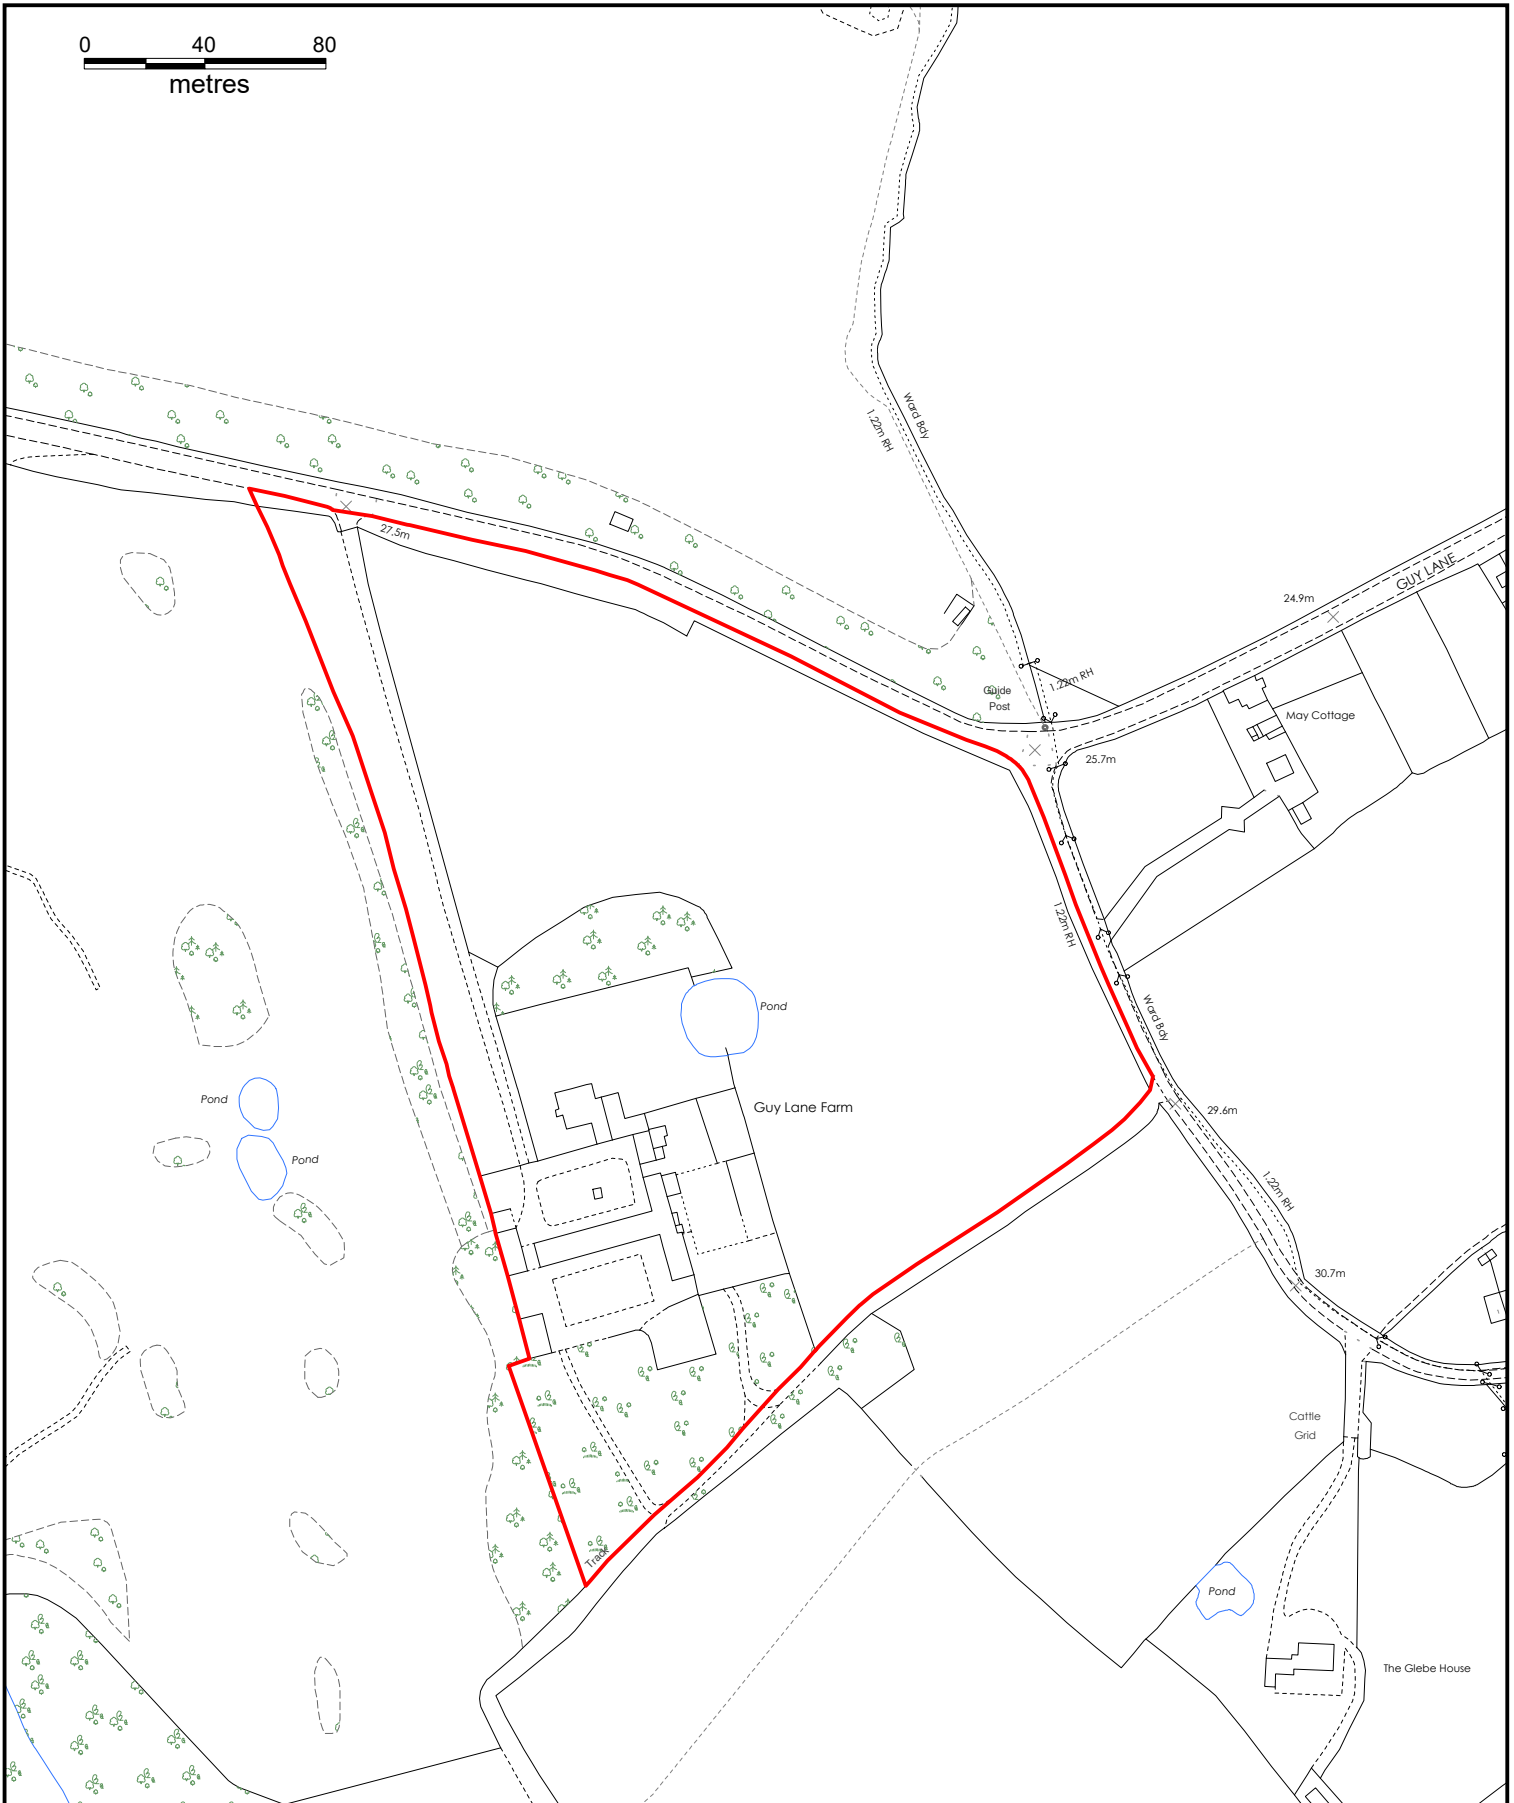 0 40 80
metres
Ward Bdy
1.22m RH
27.5m
GUY LANE
24.9m
1.22m RH
Guide
Post
May Cottage
25.7m
1.22m RH
Pond
Ward Bdy
Pond
Guy Lane Farm
29.6m
Pond
1.22m RH
30.7m
Cattle
Grid
Track
Pond
The Glebe House